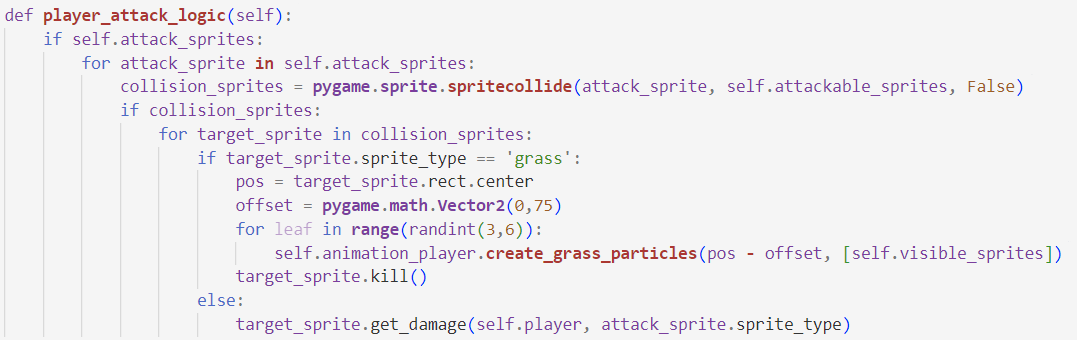 def player_attack_logic(self):
    if self.attack_sprites:
        for attack_sprite in self.attack_sprites:
            collision_sprites = pygame.sprite.spritecollide(attack_sprite, self.attackable_sprites, False)
            if collision_sprites:
                for target_sprite in collision_sprites:
                    if target_sprite.sprite_type == 'grass':
                        pos = target_sprite.rect.center
                        offset = pygame.math.Vector2(0,75)
                        for leaf in range(randint(3,6)):
                            self.animation_player.create_grass_particles(pos - offset, [self.visible_sprites])
                        target_sprite.kill()
                    else:
                        target_sprite.get_damage(self.player, attack_sprite.sprite_type)